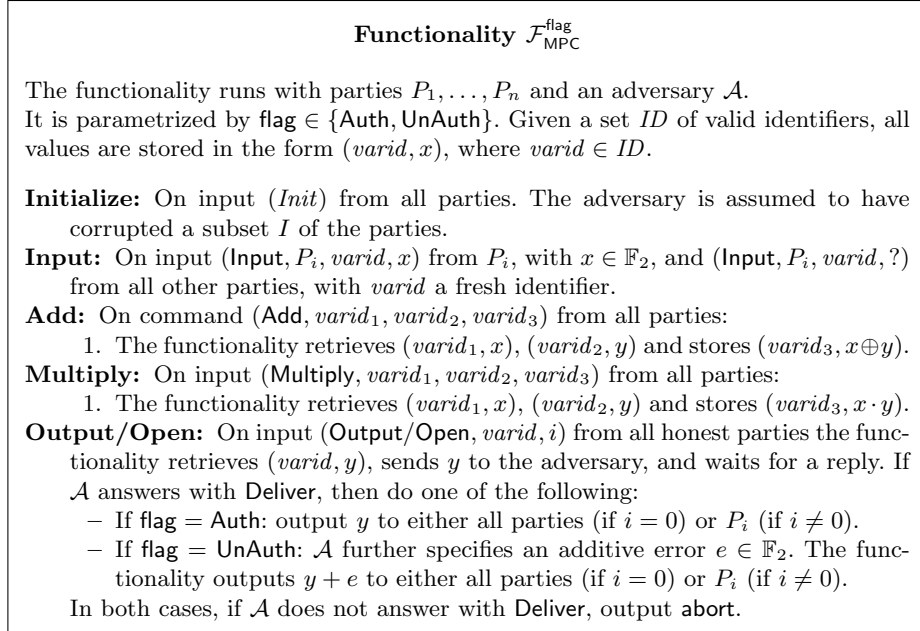 Functionality $\mathcal{F}_{\mathsf{MPC}}^{\mathsf{flag}}$
The functionality runs with parties $P_1, \ldots, P_n$ and an adversary $\mathcal{A}$.
It is parametrized by flag ∈ {Auth, UnAuth}. Given a set ID of valid identifiers, all
values are stored in the form (varid, x), where varid ∈ ID.
Initialize: On input (Init) from all parties. The adversary is assumed to have
corrupted a subset I of the parties.
Input: On input (Input, $P_i$, varid, x) from $P_i$, with $x \in \mathbb{F}_2$, and (Input, $P_i$, varid, ?)
from all other parties, with varid a fresh identifier.
Add: On command (Add, $varid_1$, $varid_2$, $varid_3$) from all parties:
1. The functionality retrieves ($varid_1$, x), ($varid_2$, y) and stores ($varid_3$, x⊕y).
Multiply: On input (Multiply, $varid_1$, $varid_2$, $varid_3$) from all parties:
1. The functionality retrieves ($varid_1$, x), ($varid_2$, y) and stores ($varid_3$, x · y).
Output/Open: On input (Output/Open, varid, i) from all honest parties the func-
tionality retrieves (varid, y), sends y to the adversary, and waits for a reply. If
$\mathcal{A}$ answers with Deliver, then do one of the following:
– If flag = Auth: output y to either all parties (if i = 0) or $P_i$ (if i ≠ 0).
– If flag = UnAuth: $\mathcal{A}$ further specifies an additive error $e \in \mathbb{F}_2$. The func-
tionality outputs y + e to either all parties (if i = 0) or $P_i$ (if i ≠ 0).
In both cases, if $\mathcal{A}$ does not answer with Deliver, output abort.